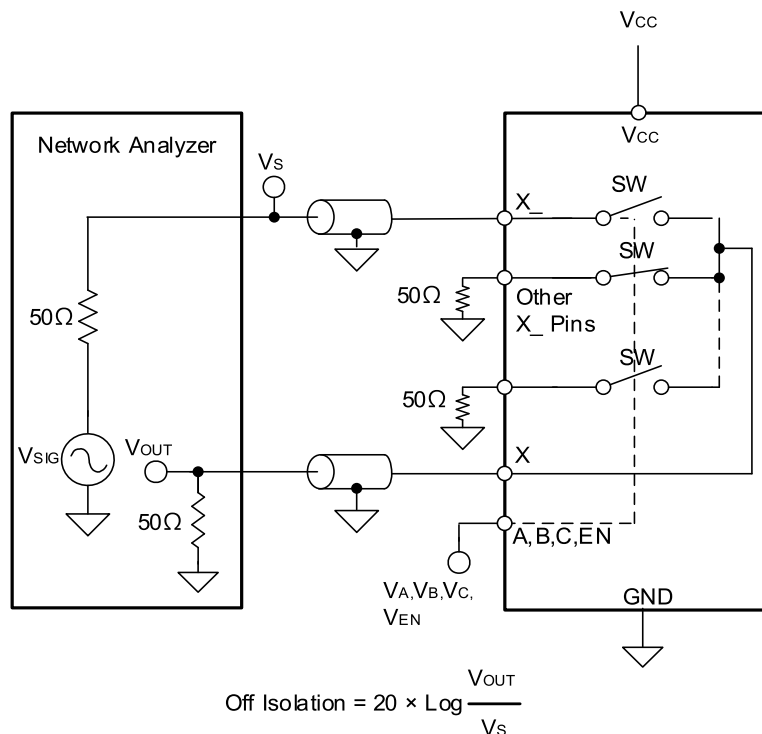 VCC
Network Analyzer
VCC
VS
SW
X_
SW
50Ω
Other
X_ Pins
50Ω
SW
50Ω
VSIG
VOUT
X
50Ω
A,B,C,EN
VA,VB,VC,
VEN
GND
Off Isolation = 20 × Log VOUT
VS